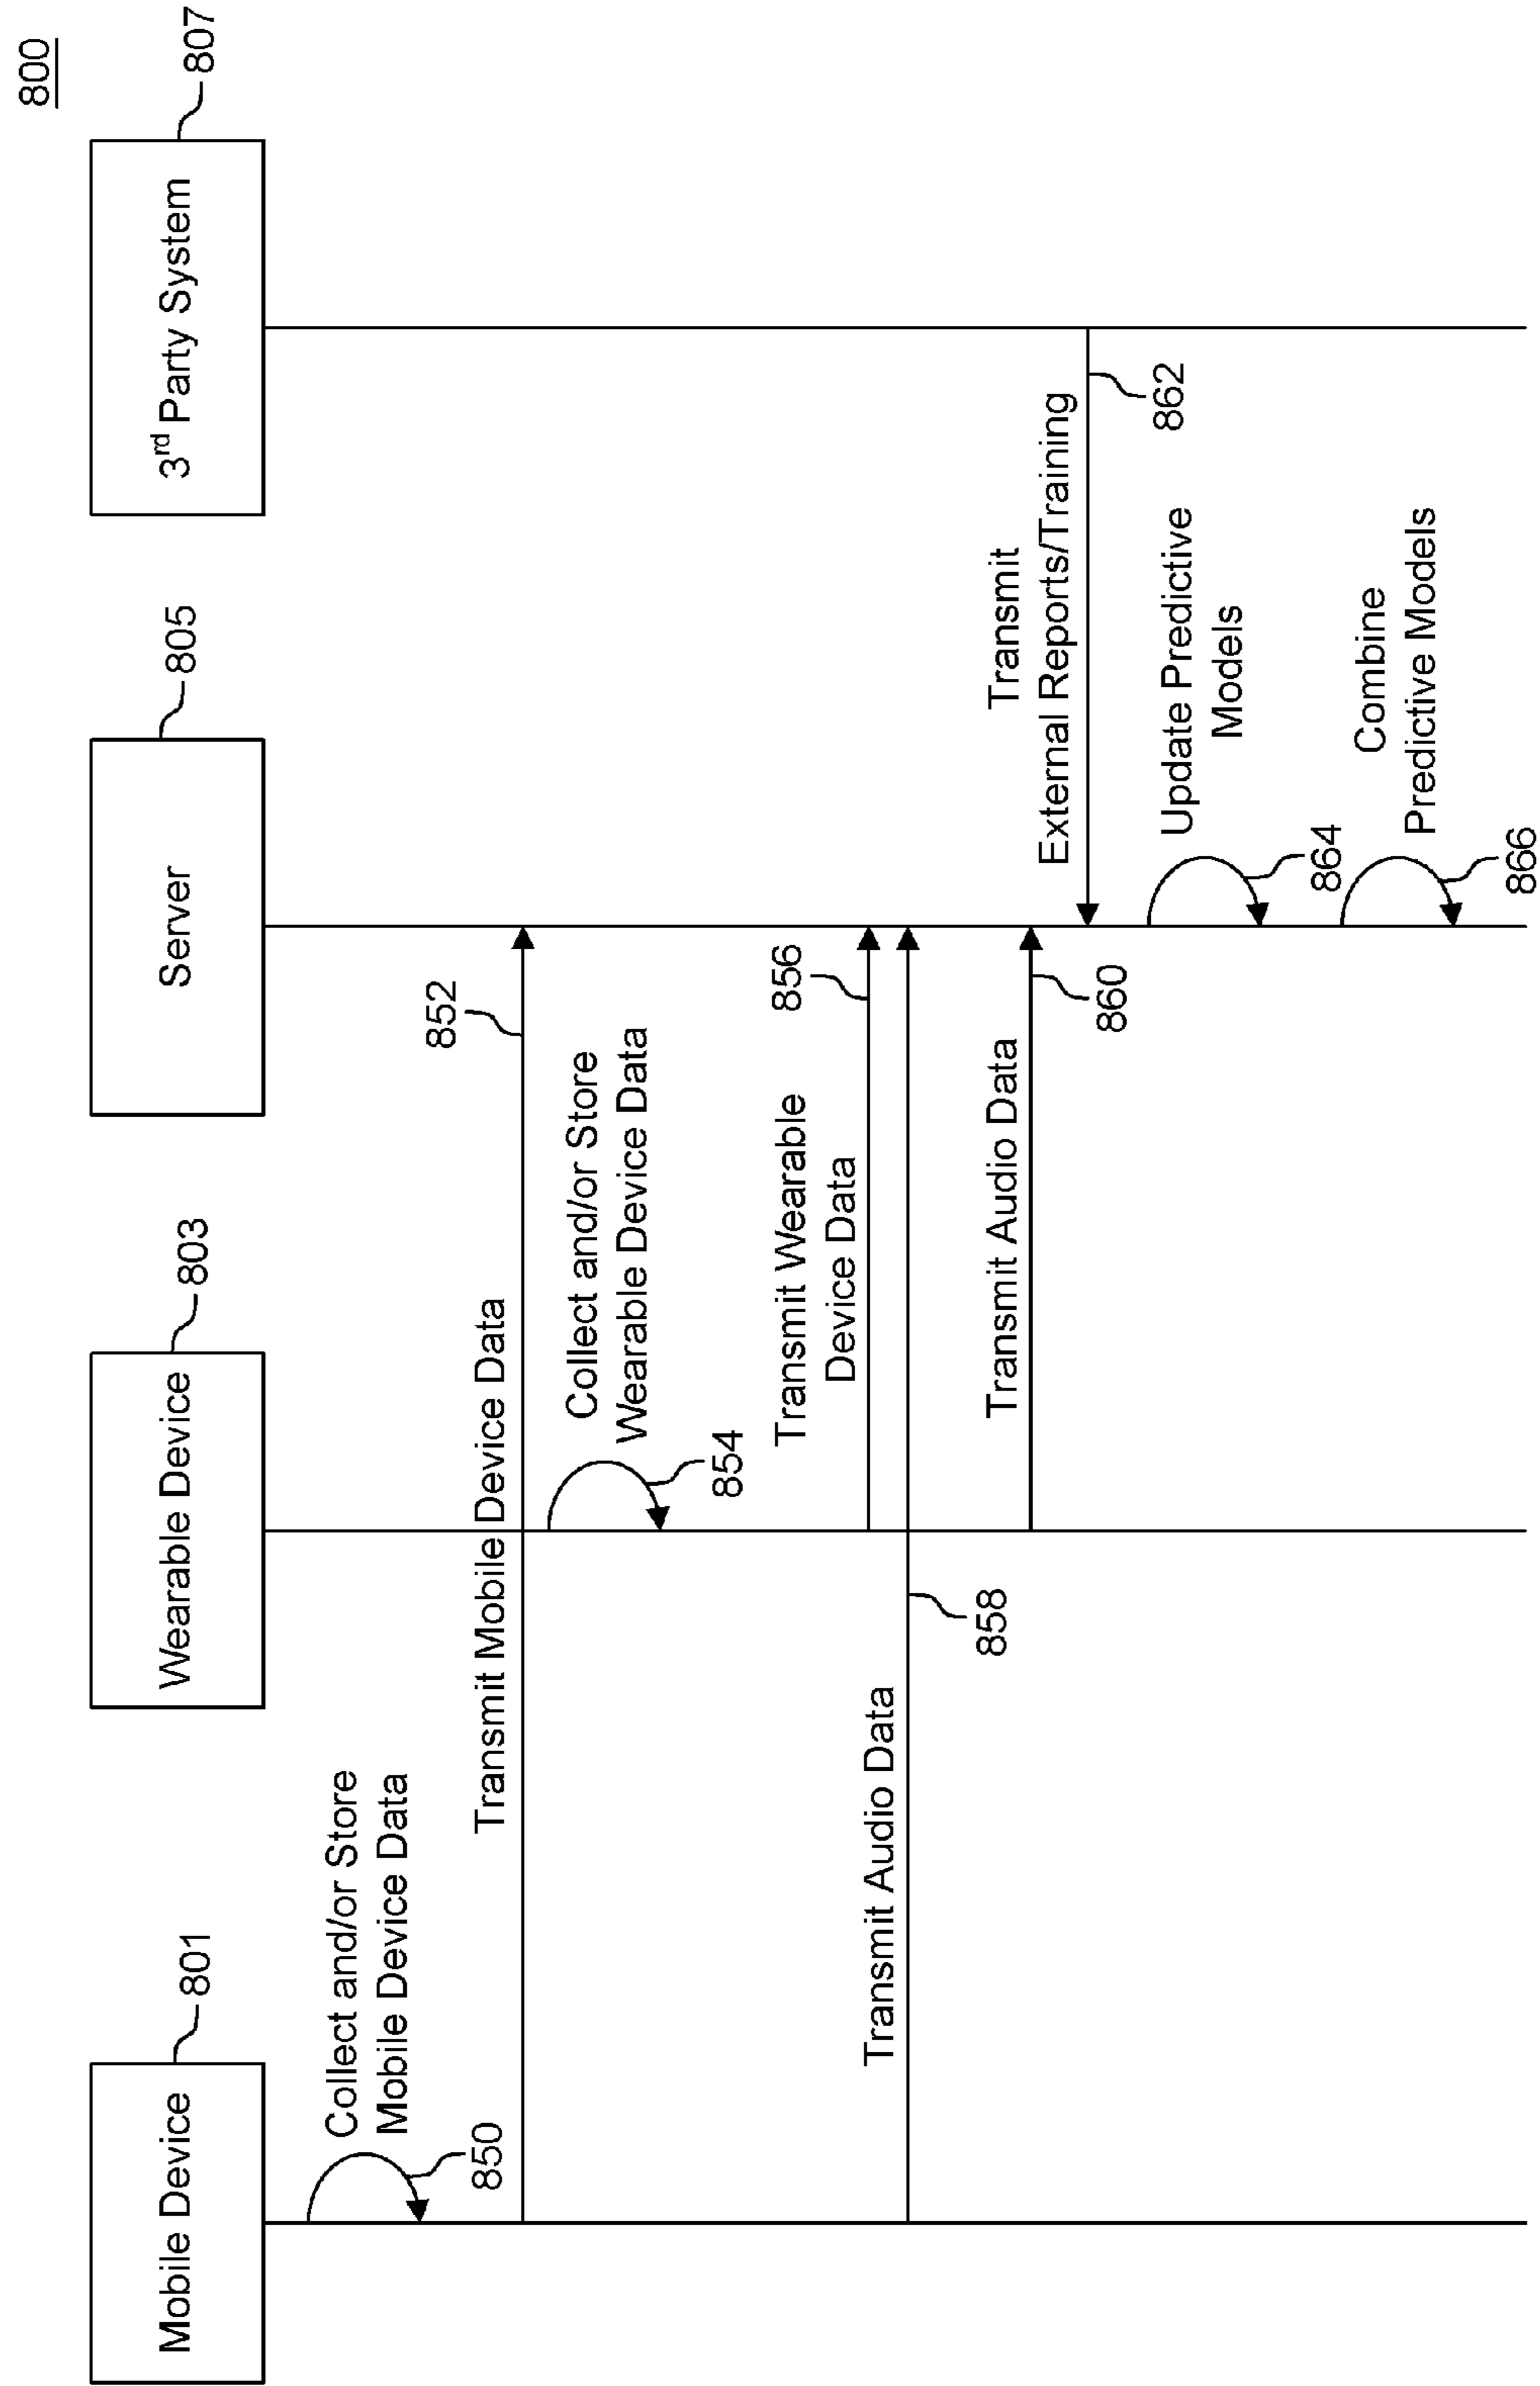 800
Mobile Device
801
Wearable Device
803
Server
805
3rd Party System
807
Collect and/or Store
Mobile Device Data
850
Transmit Mobile Device Data
852
Collect and/or Store
Wearable Device Data
854
Transmit Wearable
Device Data
856
Transmit Audio Data
858
Transmit Audio Data
860
Transmit
External Reports/Training
862
Update Predictive
Models
864
Combine
Predictive Models
866